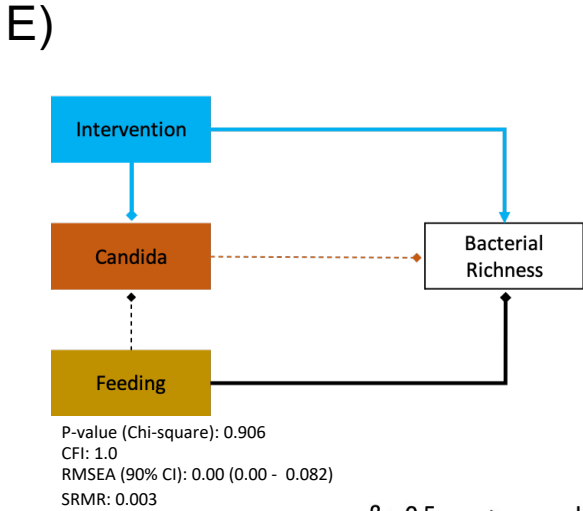 E)
Intervention
Candida
Bacterial
Richness
Feeding
P-value (Chi-square): 0.906
CFI: 1.0
RMSEA (90% CI): 0.00 (0.00 - 0.082)
SRMR: 0.003